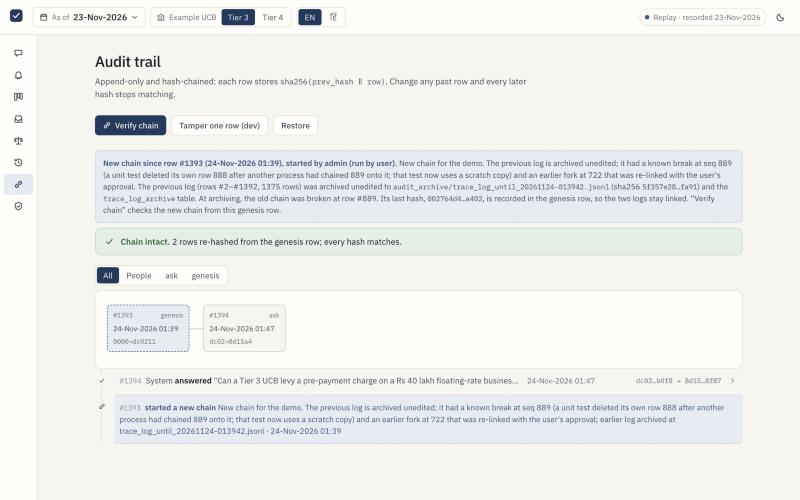 As of 23-Nov-2026
Example UCB Tier 3 Tier 4
EN हिं
Replay · recorded 23-Nov-2026
Audit trail
Append-only and hash-chained: each row stores sha256(prev_hash ‖ row). Change any past row and every later
hash stops matching.
Verify chain
Tamper one row (dev)
Restore
New chain since row #1393 (24-Nov-2026 01:39), started by admin (run by user). New chain for the demo. The previous log is archived unedited; it had a known break at seq 889
(a unit test deleted its own row 888 after another process had chained 889 onto it; that test now uses a scratch copy) and an earlier fork at 722 that was re-linked with the user's
approval. The previous log (rows #2–#1392, 1375 rows) was archived unedited to audit_archive/trace_log_until_20261124-013942.jsonl (sha256 5f357e28…fa91) and the
trace_log_archive table. At archiving, the old chain was broken at row #889. Its last hash, 002764d4…a402, is recorded in the genesis row, so the two logs stay linked. "Verify
chain" checks the new chain from this genesis row.
Chain intact. 2 rows re-hashed from the genesis row; every hash matches.
All People ask genesis
#1393 genesis
24-Nov-2026 01:39
0000→dc0211
#1394 ask
24-Nov-2026 01:47
dc02→8d15a4
#1394 System answered "Can a Tier 3 UCB levy a pre-payment charge on a Rs 40 lakh floating-rate busines… 24-Nov-2026 01:47 dc02…b0f8 → 8d15…8f87
#1393 started a new chain New chain for the demo. The previous log is archived unedited; it had a known break at seq 889 (a unit test deleted its own row 888 after another
process had chained 889 onto it; that test now uses a scratch copy) and an earlier fork at 722 that was re-linked with the user's approval; earlier log archived at
trace_log_until_20261124-013942.jsonl · 24-Nov-2026 01:39